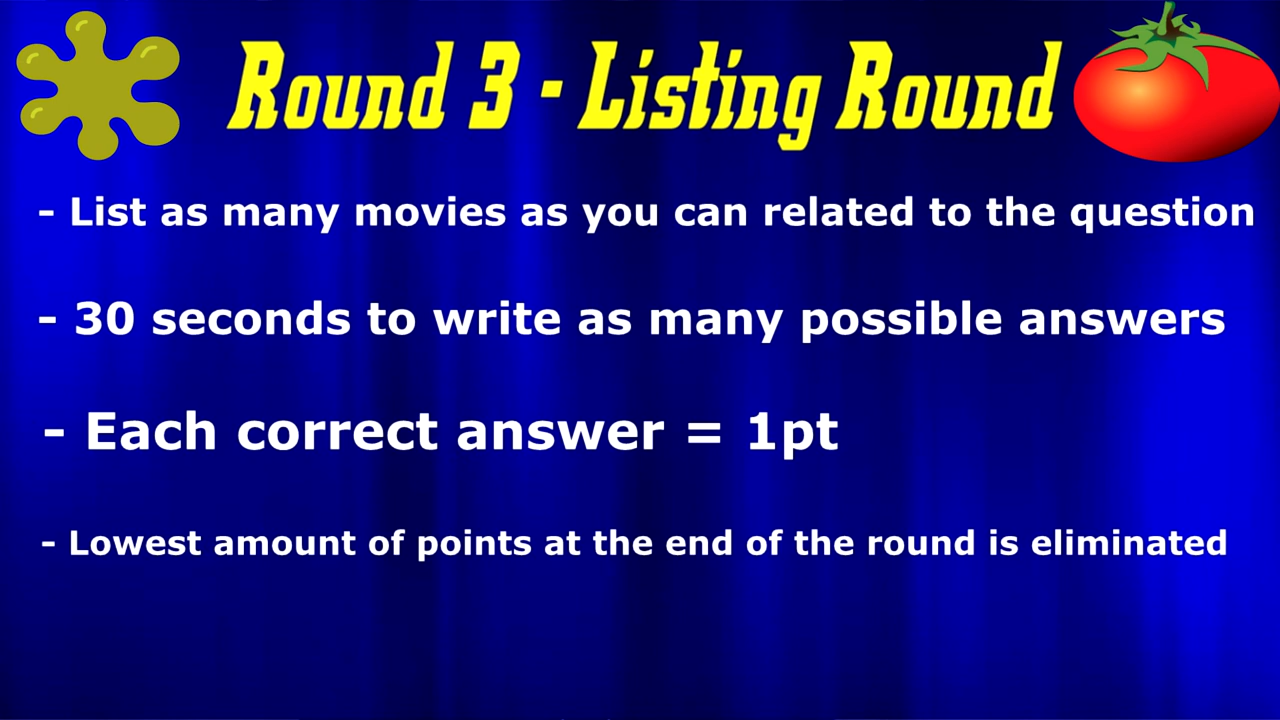 Round 3 - Listing Round
- List as many movies as you can related to the question
- 30 seconds to write as many possible answers
- Each correct answer = 1pt
- Lowest amount of points at the end of the round is eliminated